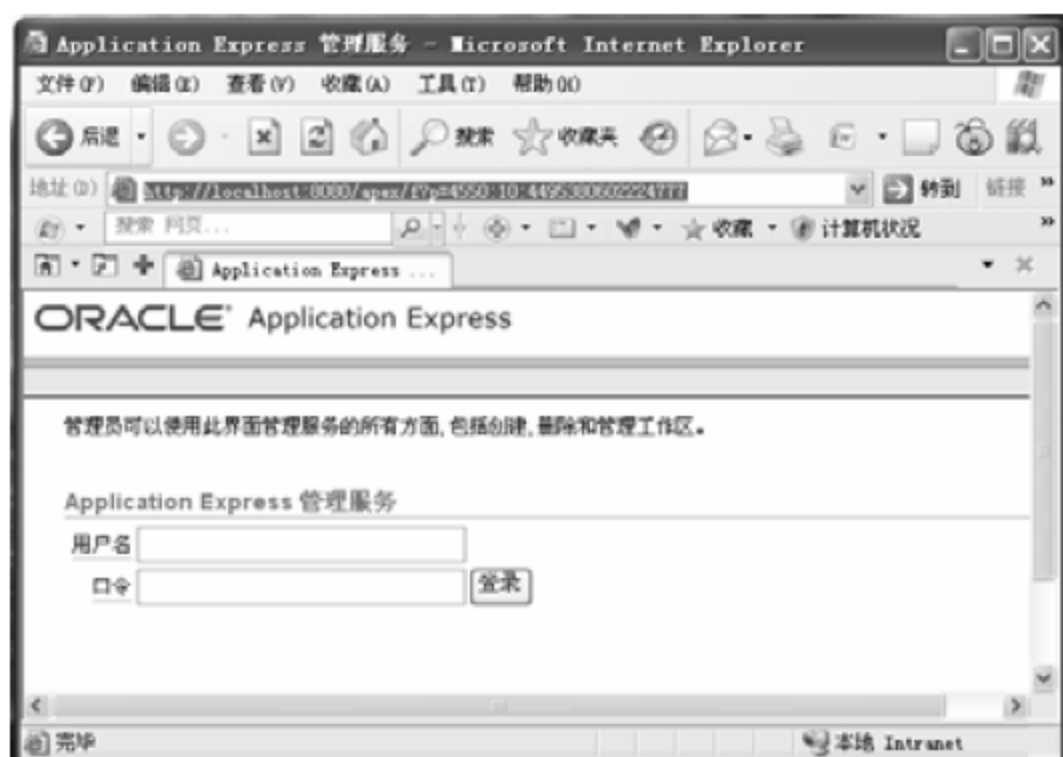 Application Express 管理服务 - Microsoft Internet Explorer
文件(F) 编辑(E) 查看(V) 收藏(A) 工具(T) 帮助(H)
后退 搜索 收藏夹
地址(D) http://localhost:8080/apex/f?p=4550:10:4495380602224777 转到 链接 »
搜索 网页... 收藏 计算机状况 »
Application Express ...
ORACLE Application Express
管理员可以使用此界面管理服务的所有方面, 包括创建, 删除和管理工作区。
Application Express 管理服务
用户名
口令 登录
完毕 本地 Intranet